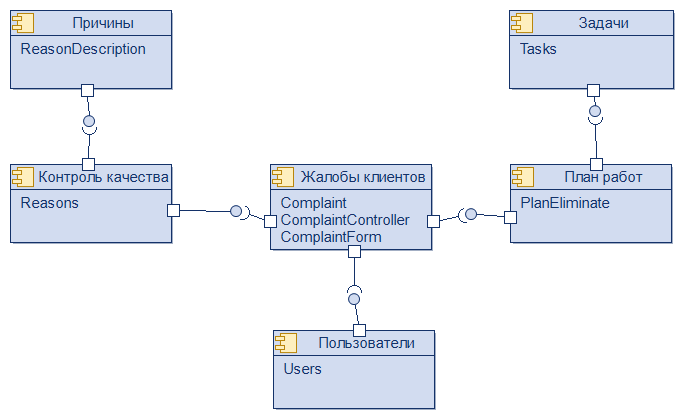 Причины
ReasonDescription
Задачи
Tasks
Контроль качества
Reasons
Жалобы клиентов
Complaint
ComplaintController
ComplaintForm
План работ
PlanEliminate
Пользователи
Users